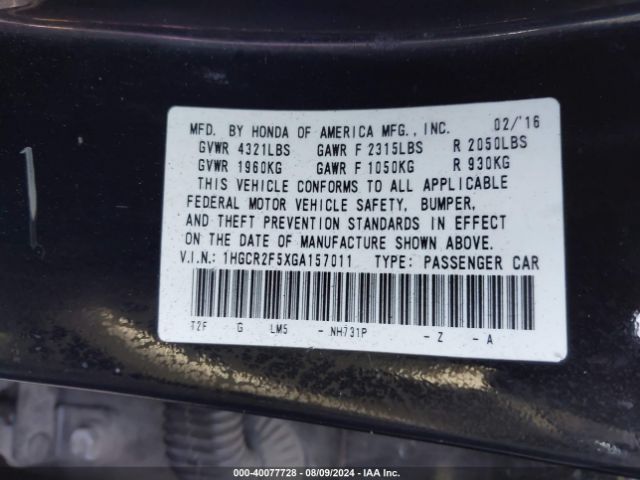 MFD. BY HONDA OF AMERICA MFG., INC. 02/'16
GVWR 4321LBS GAWR F 2315LBS R 2050LBS
GVWR 1960KG GAWR F 1050KG R 930KG
THIS VEHICLE CONFORMS TO ALL APPLICABLE
FEDERAL MOTOR VEHICLE SAFETY, BUMPER,
AND THEFT PREVENTION STANDARDS IN EFFECT
ON THE DATE OF MANUFACTURE SHOWN ABOVE.
V.I.N.: 1HGCR2F5XGA157011 TYPE: PASSENGER CAR
T2F G LM5 - NH731P - Z - A
000-40077728 - 08/09/2024 - IAA Inc.